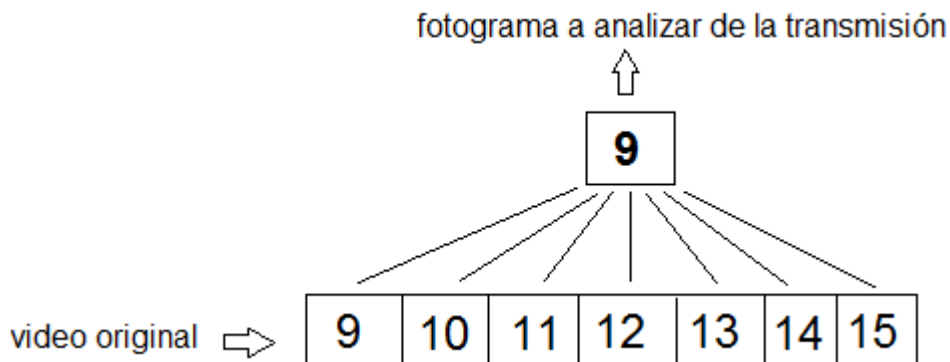 fotograma a analizar de la transmisión
9
video original 9 10 11 12 13 14 15